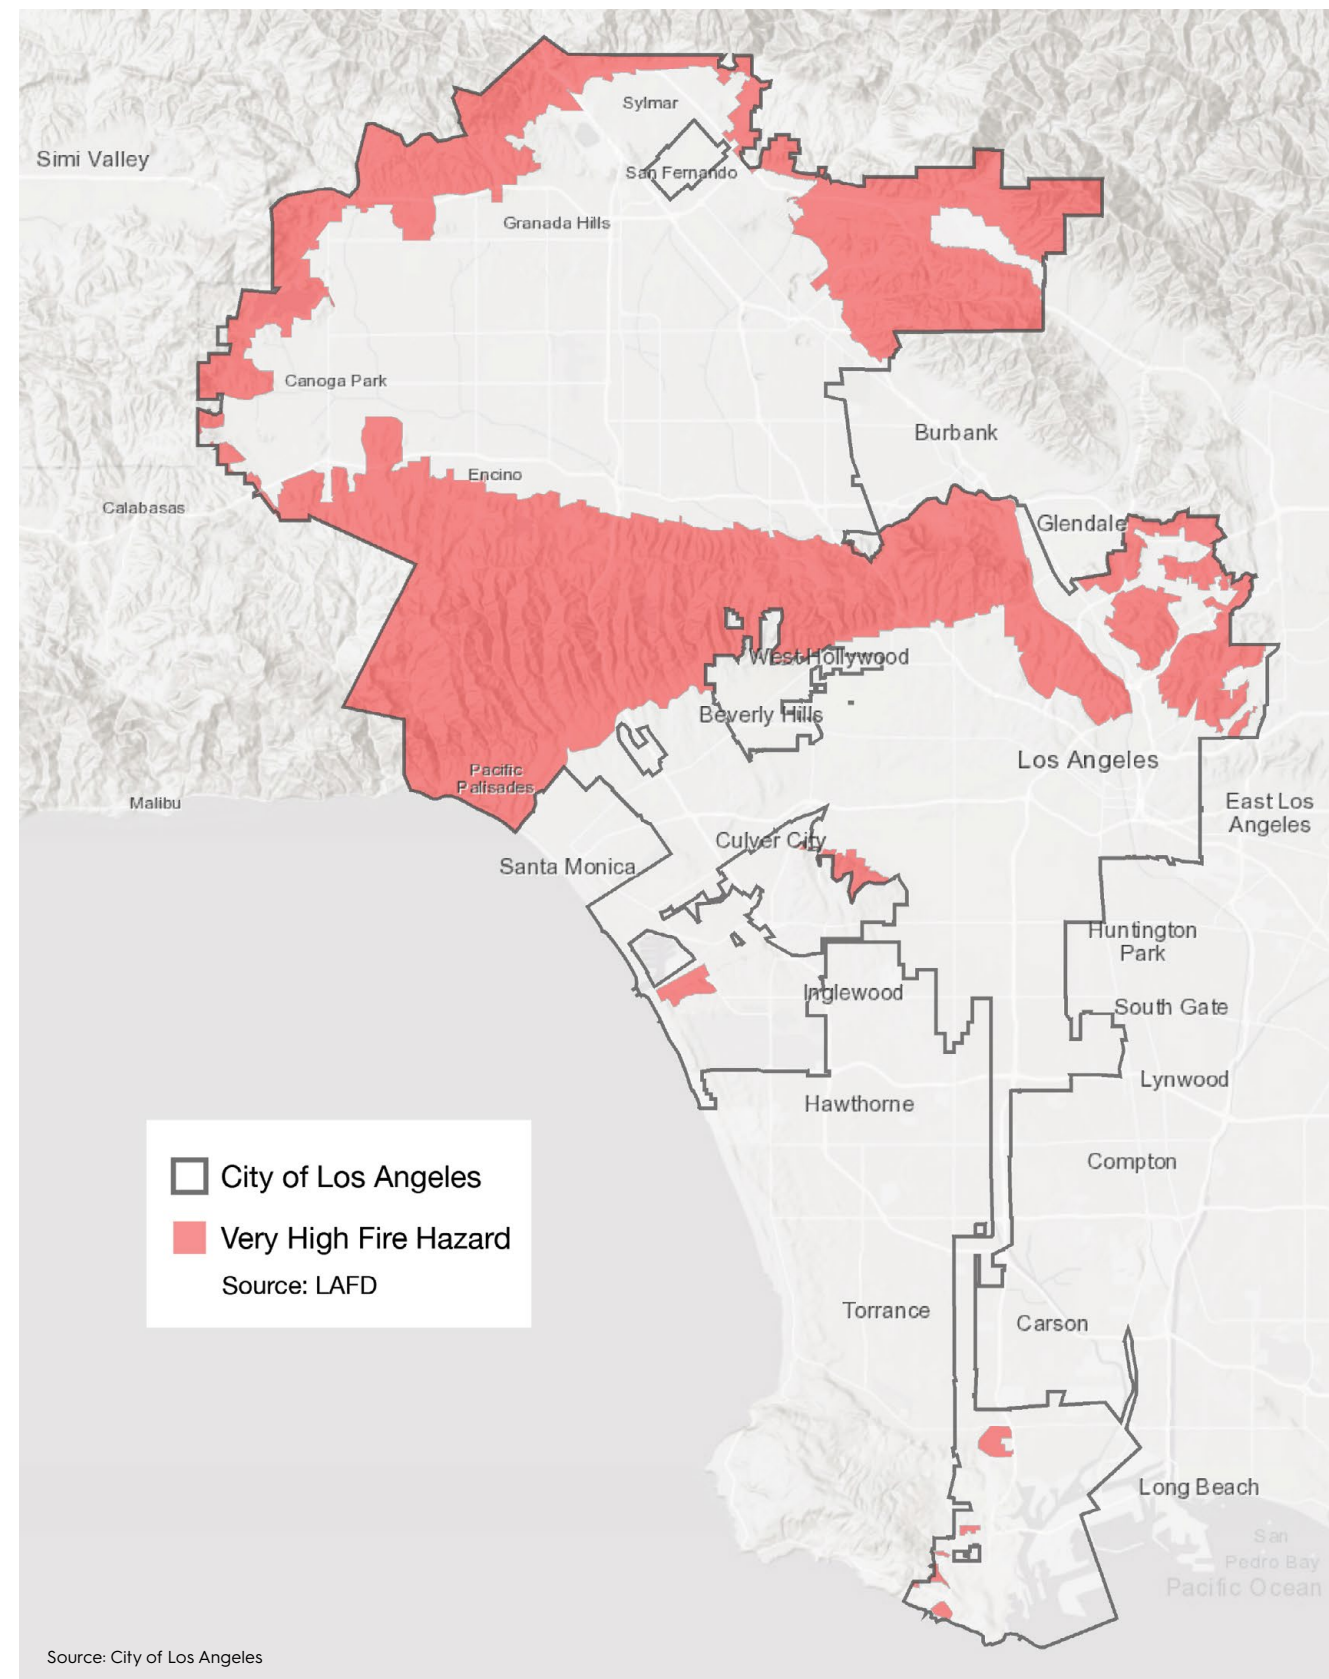 Sylmar
Simi Valley
San Fernando
Granada Hills
Canoga Park
Burbank
Encino
Calabasas
Glendale
West Hollywood
Beverly Hills
Los Angeles
Pacific
Palisades
Malibu
East Los
Angeles
Culver City
Santa Monica
Huntington
Park
Inglewood
South Gate
Lynwood
Hawthorne
Compton
City of Los Angeles
Very High Fire Hazard
Source: LAFD
Torrance
Carson
Long Beach
San
Pedro Bay
Pacific Ocean
Source: City of Los Angeles